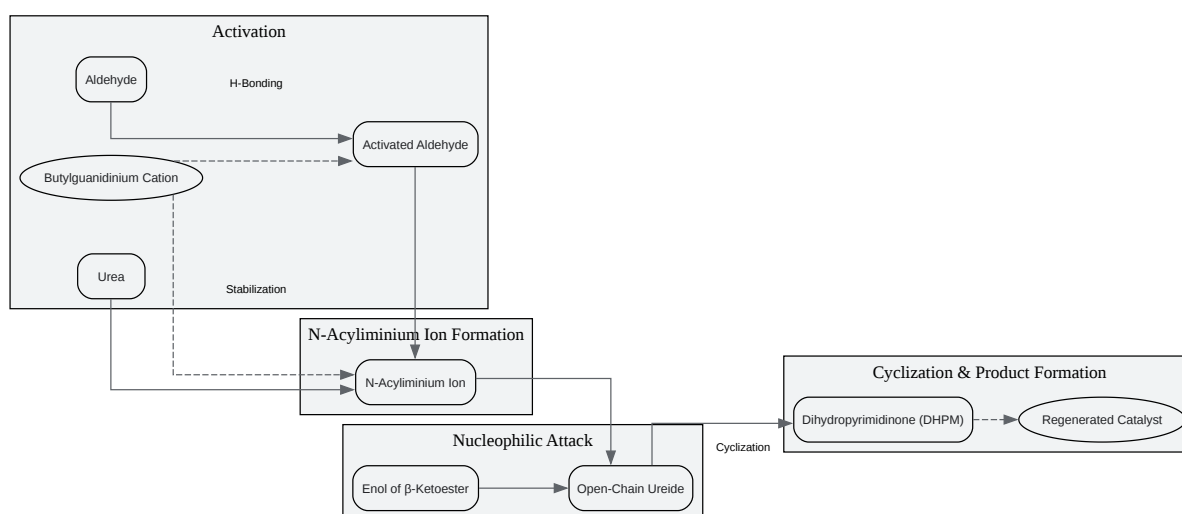 Activation
Aldehyde
H-Bonding
Activated Aldehyde
Butylguanidinium Cation
Urea
Stabilization
N-Acyliminium Ion Formation
N-Acyliminium Ion
Cyclization & Product Formation
Dihydropyrimidinone (DHPM)
Regenerated Catalyst
Nucleophilic Attack
Cyclization
Enol of β-Ketoester
Open-Chain Ureide